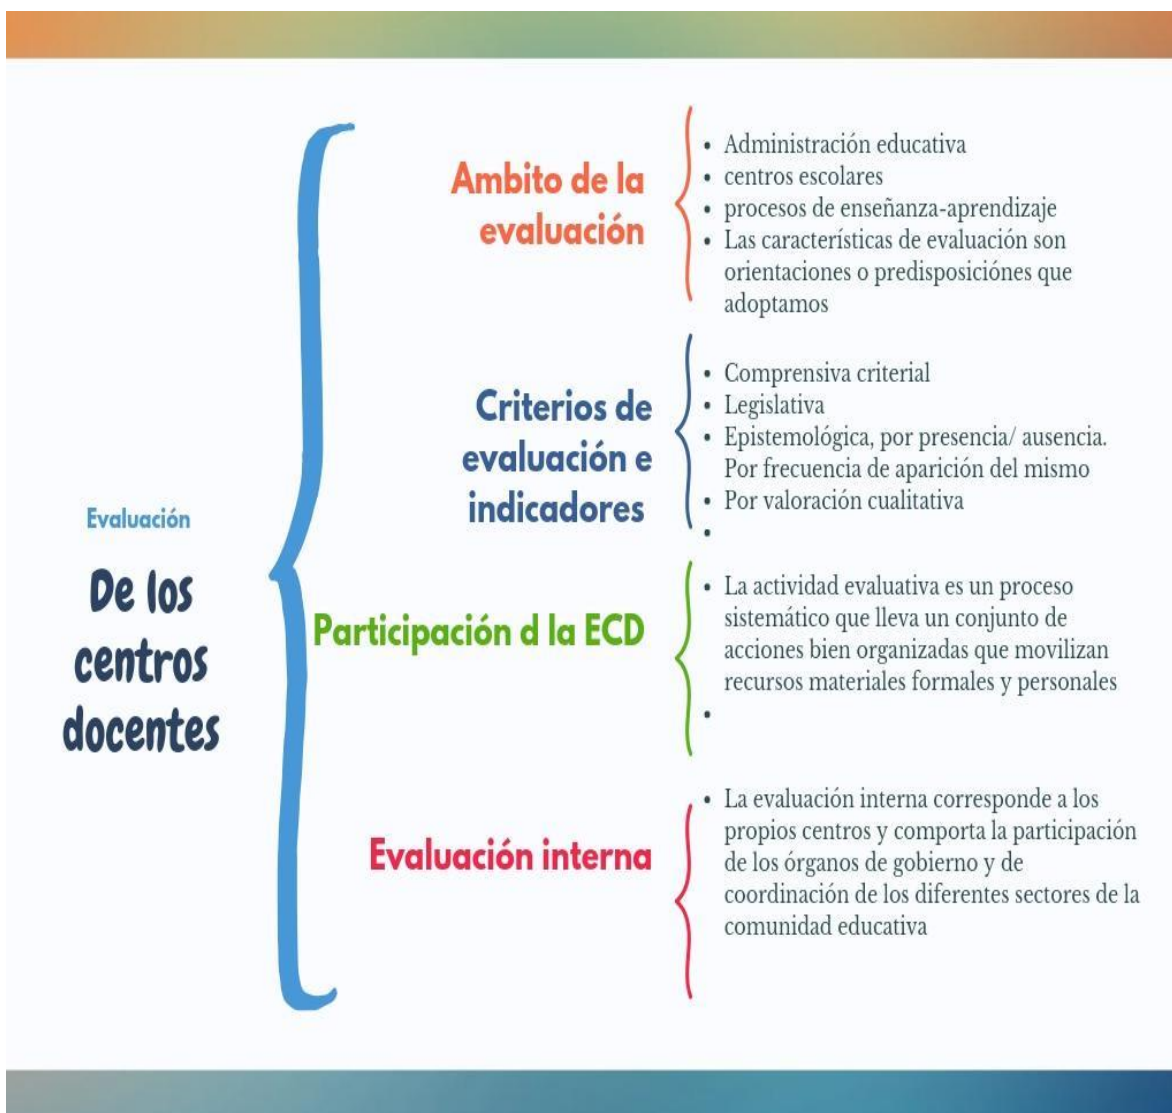 Evaluación
De los
centros
docentes
Ambito de la
evaluación
• Administración educativa
• centros escolares
• procesos de enseñanza-aprendizaje
• Las características de evaluación son
orientaciones o predisposiciónes que
adoptamos
Criterios de
evaluación e
indicadores
• Comprensiva criterial
• Legislativa
• Epistemológica, por presencia/ ausencia.
Por frecuencia de aparición del mismo
• Por valoración cualitativa
•
Participación d la ECD
• La actividad evaluativa es un proceso
sistemático que lleva un conjunto de
acciones bien organizadas que movilizan
recursos materiales formales y personales
•
Evaluación interna
• La evaluación interna corresponde a los
propios centros y comporta la participación
de los órganos de gobierno y de
coordinación de los diferentes sectores de la
comunidad educativa